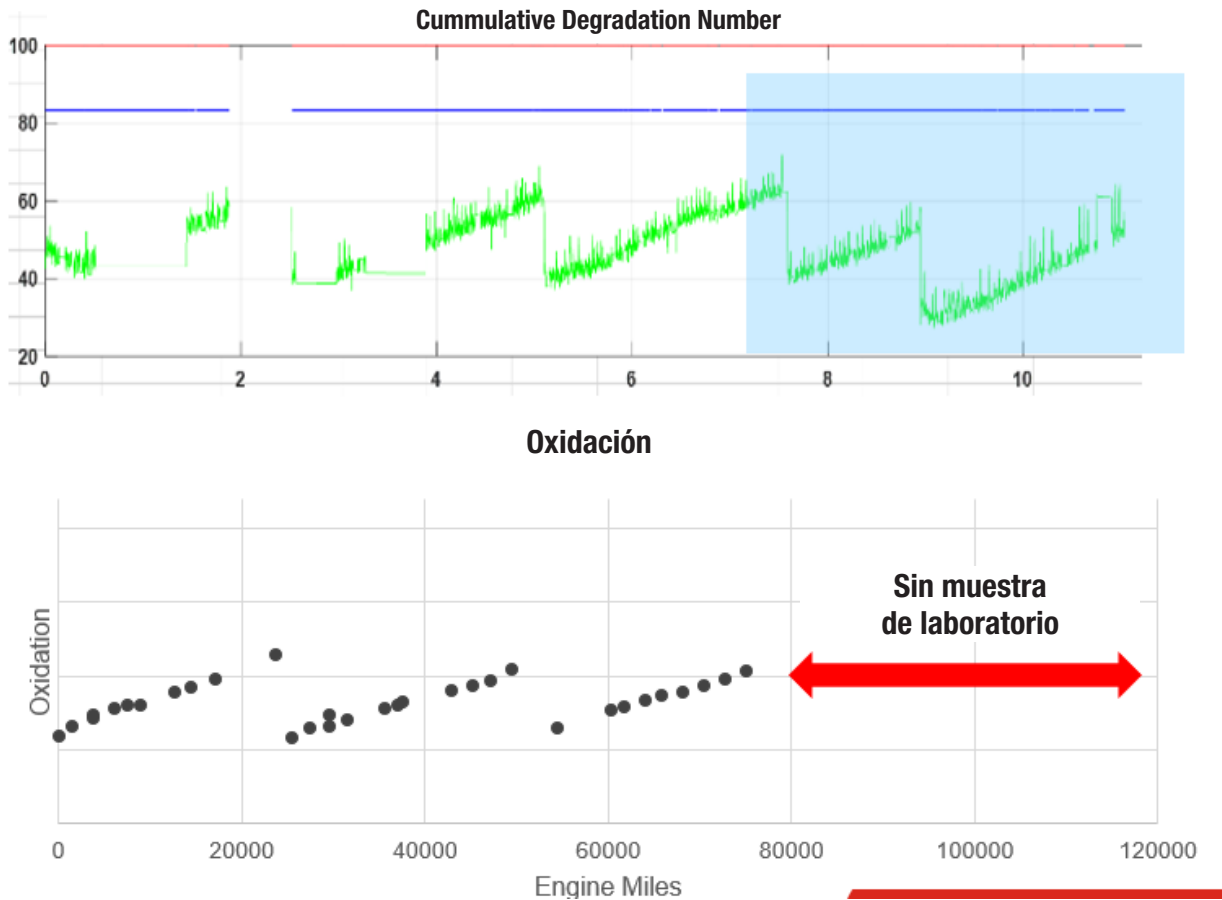 Cummulative Degradation Number
100
80
60
40
20
0 2 4 6 8 10
Oxidación
Sin muestra
de laboratorio
Oxidation
0 20000 40000 60000 80000 100000 120000
Engine Miles